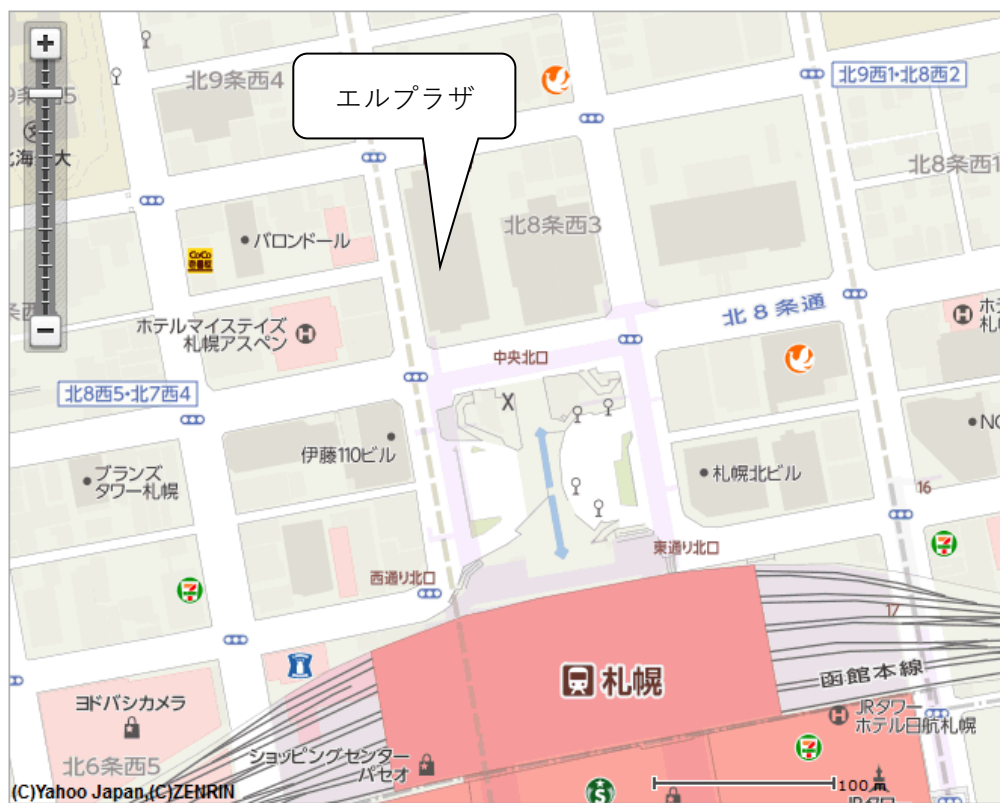 北9条西4
エルプラザ
北9西1・北8西2
北8条西1
バロンドール
北8条西3
CoCo
壱番屋
ホテルマイステイズ
札幌アスペン
北8条通
中央北口
北8西5・北7西4
伊藤110ビル
ブランズ
タワー札幌
札幌北ビル
16
西通り北口
東通り北口
17
札幌
函館本線
ヨドバシカメラ
JRタワー
ホテル日航札幌
ショッピングセンター
パセオ
北6条西5
100m
(C)Yahoo Japan,(C)ZENRIN